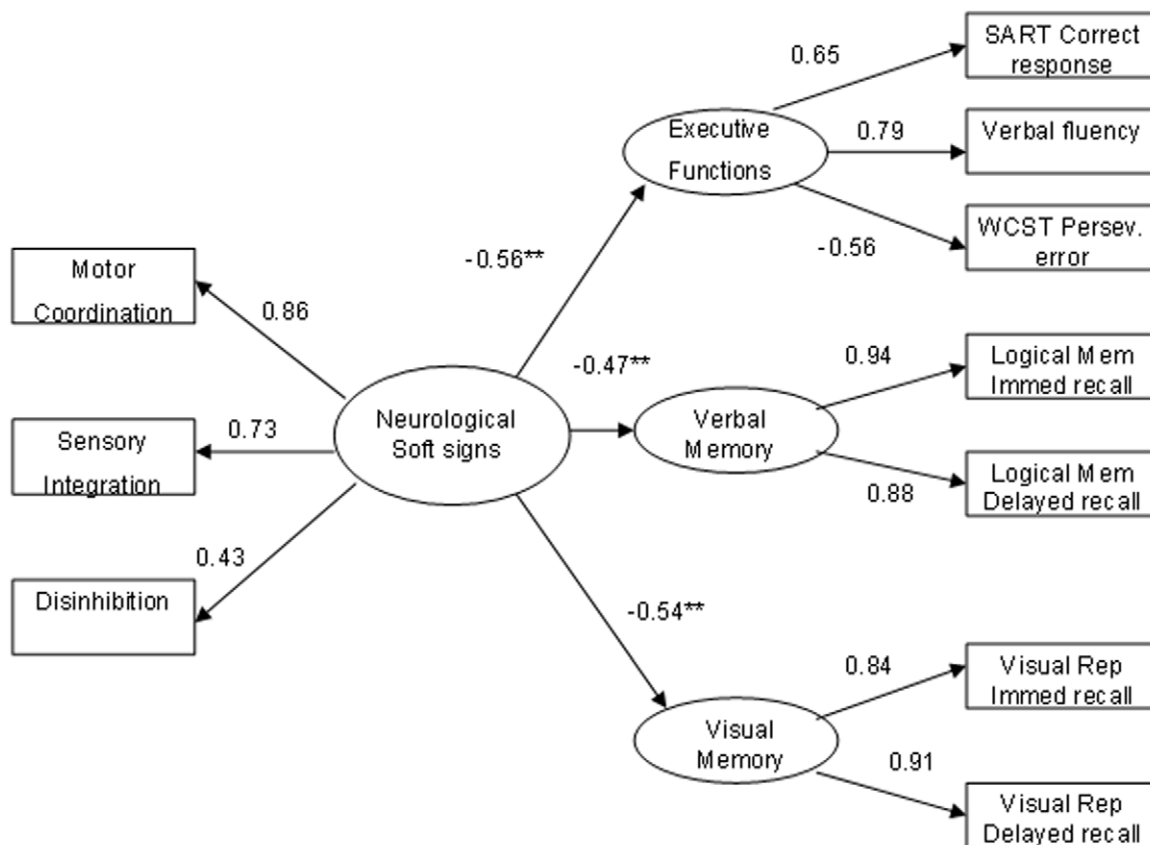 SART Correct
response
0.65
Executive
Functions
0.79
Verbal fluency
WCST Persev.
error
-0.56
-0.56**
Motor
Coordination
0.86
Neurological
Soft signs
Sensory
Integration
0.73
Disinhibition
0.43
-0.47**
Verbal
Memory
0.94
Logical Mem
Immed recall
0.88
Logical Mem
Delayed recall
-0.54**
Visual
Memory
0.84
Visual Rep
Immed recall
0.91
Visual Rep
Delayed recall